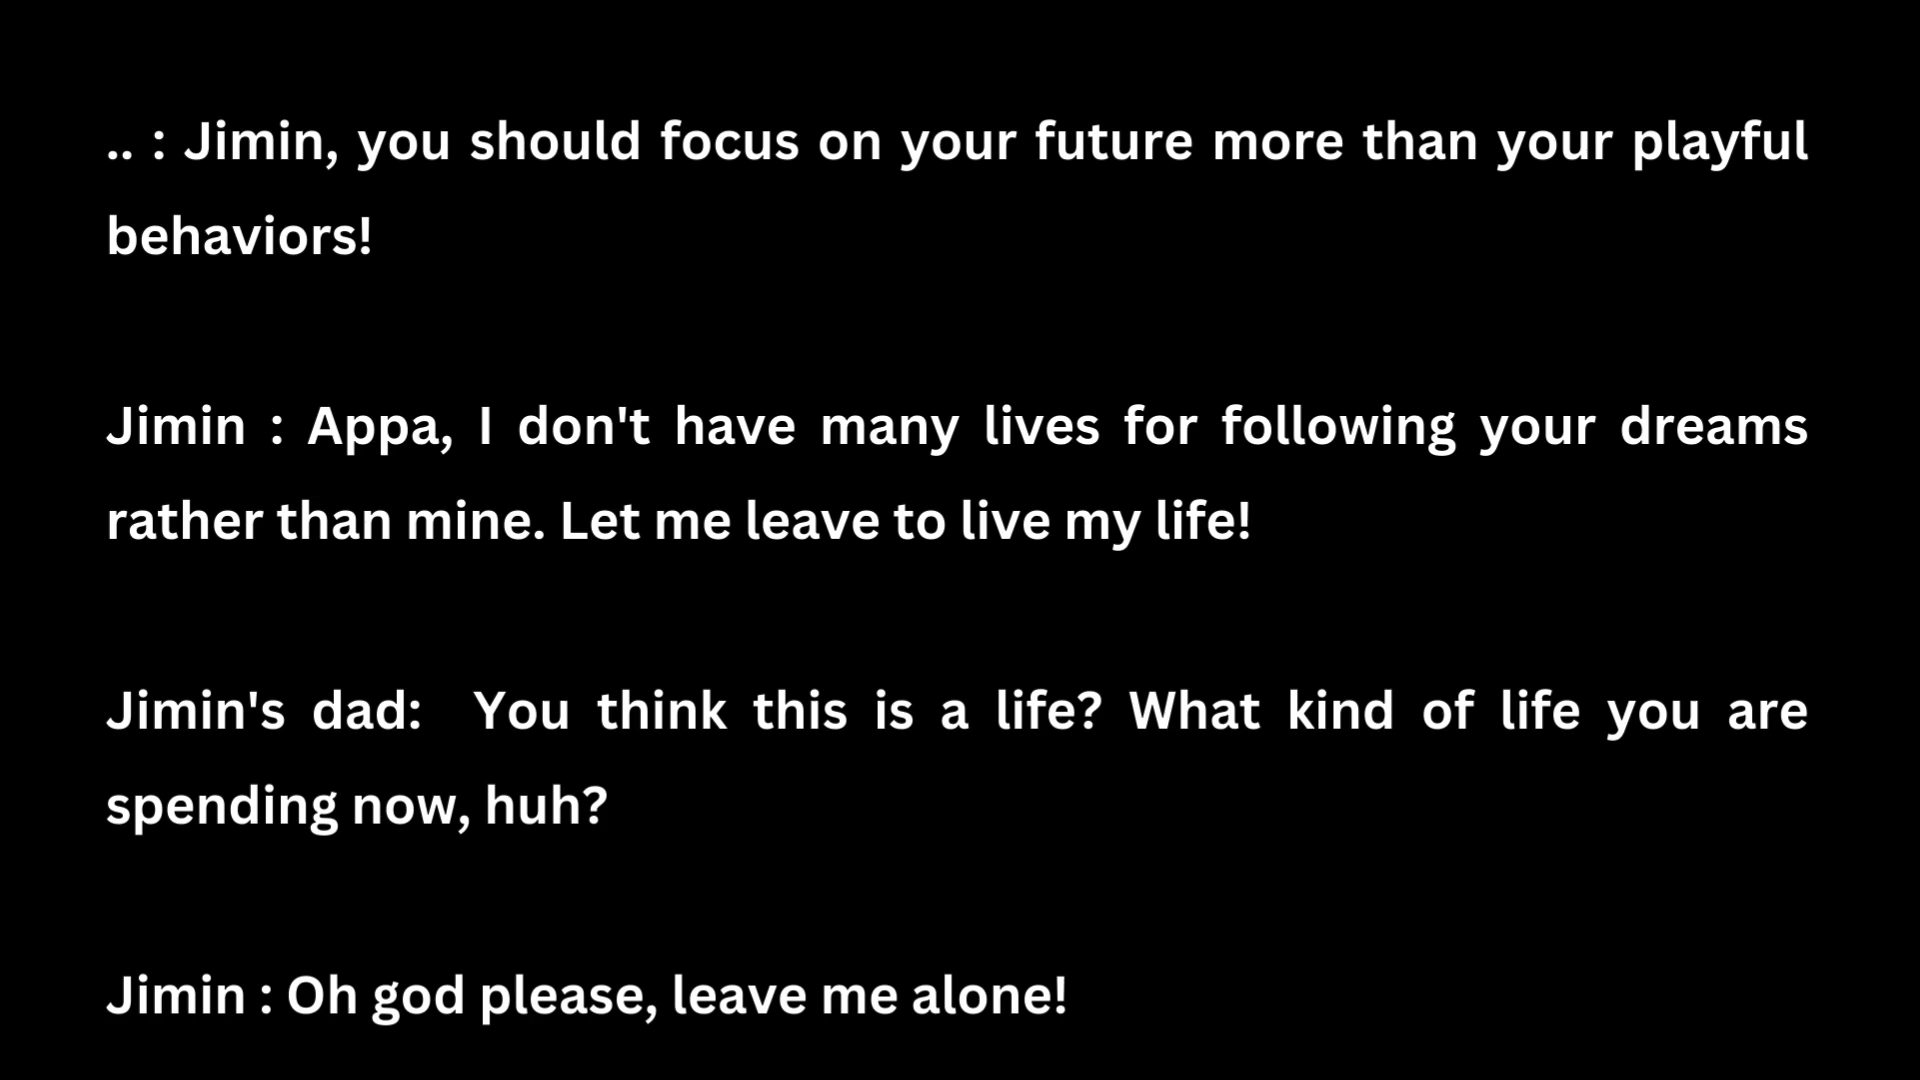 .. : Jimin, you should focus on your future more than your playful
behaviors!
Jimin : Appa, I don't have many lives for following your dreams
rather than mine. Let me leave to live my life!
Jimin's dad:  You think this is a life? What kind of life you are
spending now, huh?
Jimin : Oh god please, leave me alone!